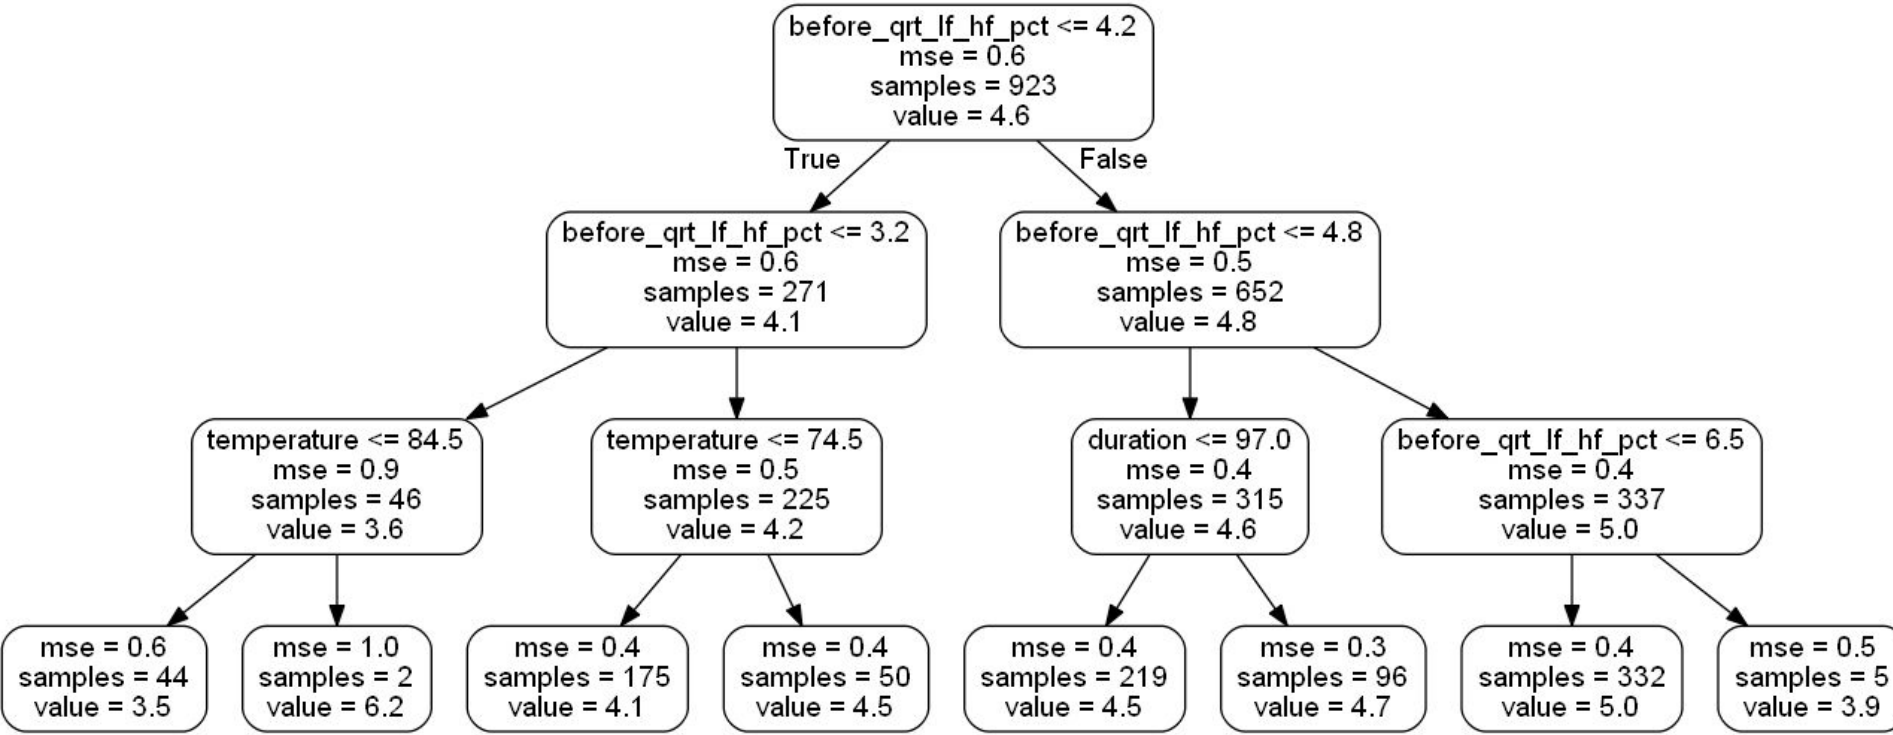 before_qrt_lf_hf_pct <= 4.2
mse = 0.6
samples = 923
value = 4.6
True
False
before_qrt_lf_hf_pct <= 3.2
mse = 0.6
samples = 271
value = 4.1
before_qrt_lf_hf_pct <= 4.8
mse = 0.5
samples = 652
value = 4.8
temperature <= 84.5
mse = 0.9
samples = 46
value = 3.6
temperature <= 74.5
mse = 0.5
samples = 225
value = 4.2
duration <= 97.0
mse = 0.4
samples = 315
value = 4.6
before_qrt_lf_hf_pct <= 6.5
mse = 0.4
samples = 337
value = 5.0
mse = 0.6
samples = 44
value = 3.5
mse = 1.0
samples = 2
value = 6.2
mse = 0.4
samples = 175
value = 4.1
mse = 0.4
samples = 50
value = 4.5
mse = 0.4
samples = 219
value = 4.5
mse = 0.3
samples = 96
value = 4.7
mse = 0.4
samples = 332
value = 5.0
mse = 0.5
samples = 5
value = 3.9